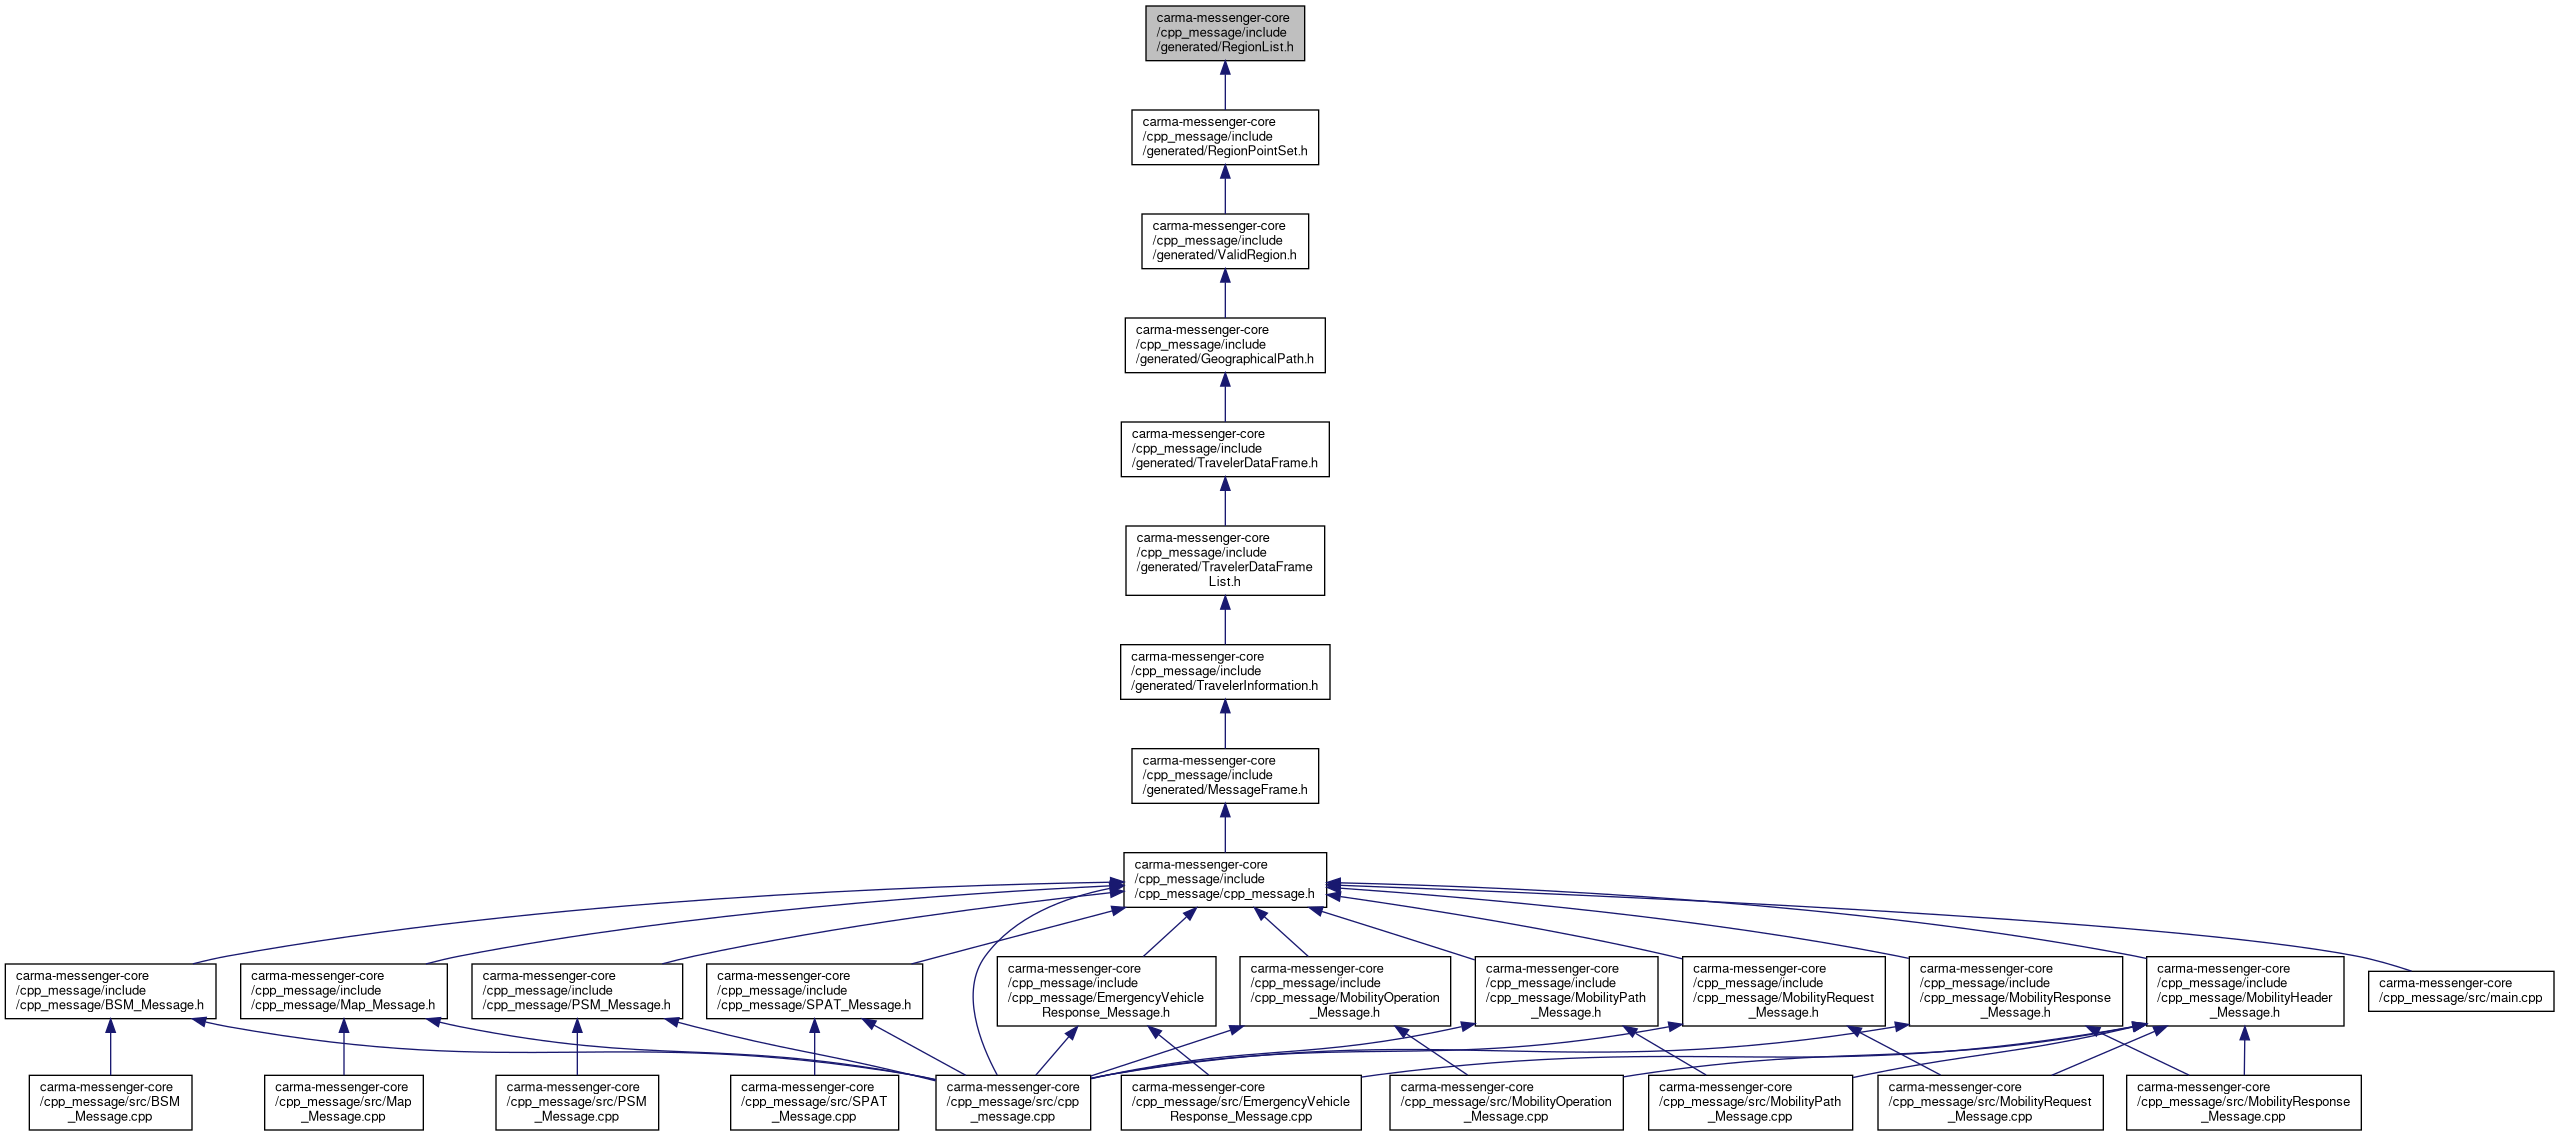 carma-messenger-core
/cpp_message/include
/generated/RegionList.h
carma-messenger-core
/cpp_message/include
/generated/RegionPointSet.h
carma-messenger-core
/cpp_message/include
/generated/ValidRegion.h
carma-messenger-core
/cpp_message/include
/generated/GeographicalPath.h
carma-messenger-core
/cpp_message/include
/generated/TravelerDataFrame.h
carma-messenger-core
/cpp_message/include
/generated/TravelerDataFrame
List.h
carma-messenger-core
/cpp_message/include
/generated/TravelerInformation.h
carma-messenger-core
/cpp_message/include
/generated/MessageFrame.h
carma-messenger-core
/cpp_message/include
/cpp_message/cpp_message.h
carma-messenger-core
/cpp_message/include
/cpp_message/BSM_Message.h
carma-messenger-core
/cpp_message/include
/cpp_message/Map_Message.h
carma-messenger-core
/cpp_message/include
/cpp_message/PSM_Message.h
carma-messenger-core
/cpp_message/include
/cpp_message/SPAT_Message.h
carma-messenger-core
/cpp_message/include
/cpp_message/EmergencyVehicle
Response_Message.h
carma-messenger-core
/cpp_message/include
/cpp_message/MobilityOperation
_Message.h
carma-messenger-core
/cpp_message/include
/cpp_message/MobilityPath
_Message.h
carma-messenger-core
/cpp_message/include
/cpp_message/MobilityRequest
_Message.h
carma-messenger-core
/cpp_message/include
/cpp_message/MobilityResponse
_Message.h
carma-messenger-core
/cpp_message/include
/cpp_message/MobilityHeader
_Message.h
carma-messenger-core
/cpp_message/src/main.cpp
carma-messenger-core
/cpp_message/src/BSM
_Message.cpp
carma-messenger-core
/cpp_message/src/Map
_Message.cpp
carma-messenger-core
/cpp_message/src/PSM
_Message.cpp
carma-messenger-core
/cpp_message/src/SPAT
_Message.cpp
carma-messenger-core
/cpp_message/src/cpp
_message.cpp
carma-messenger-core
/cpp_message/src/EmergencyVehicle
Response_Message.cpp
carma-messenger-core
/cpp_message/src/MobilityOperation
_Message.cpp
carma-messenger-core
/cpp_message/src/MobilityPath
_Message.cpp
carma-messenger-core
/cpp_message/src/MobilityRequest
_Message.cpp
carma-messenger-core
/cpp_message/src/MobilityResponse
_Message.cpp